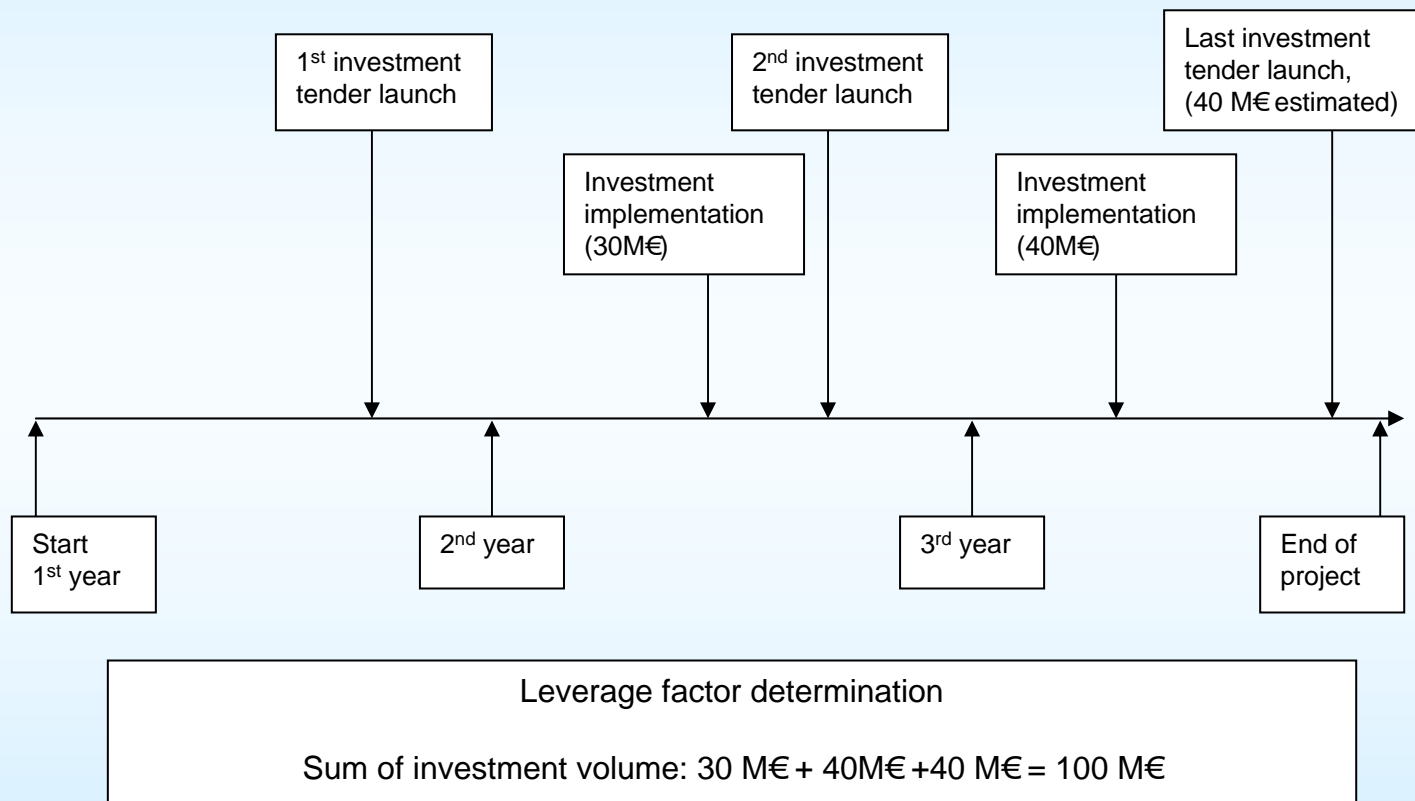 1st investment
tender launch
2nd investment
tender launch
Last investment
tender launch,
(40 M€ estimated)
Investment
implementation
(30M€)
Investment
implementation
(40M€)
Start
1st year
2nd year
3rd year
End of
project
Leverage factor determination
Sum of investment volume: 30 M€ + 40M€ +40 M€ = 100 M€